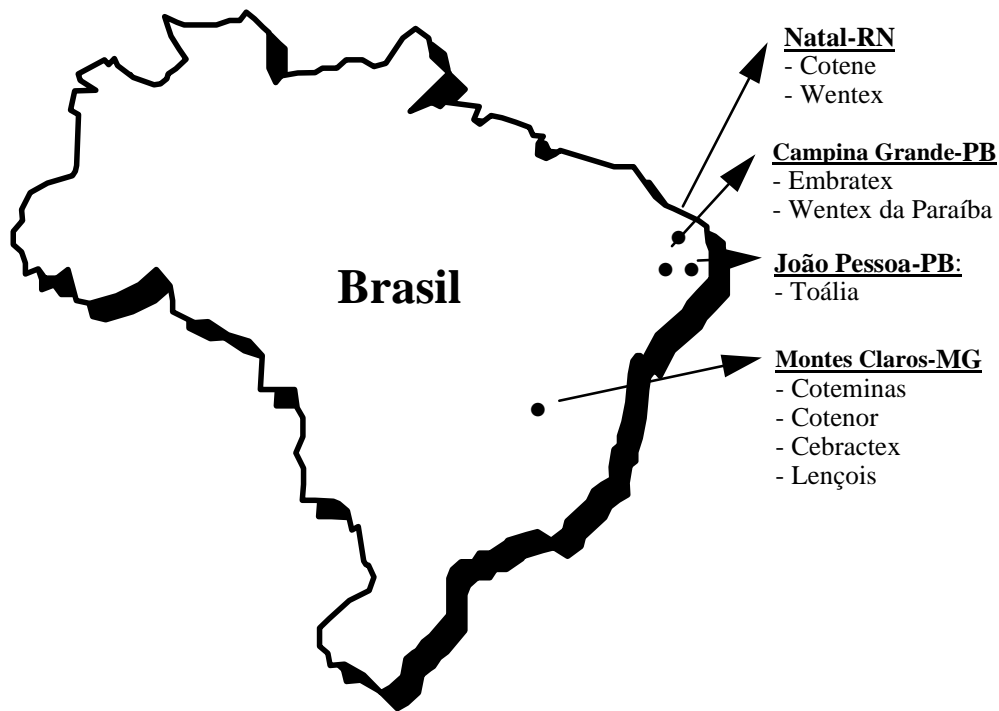 Natal-RN
- Cotene
- Wentex
Campina Grande-PB
- Embratex
- Wentex da Paraíba
João Pessoa-PB:
- Toália
Brasil
Montes Claros-MG
- Coteminas
- Cotenor
- Cebractex
- Lençois